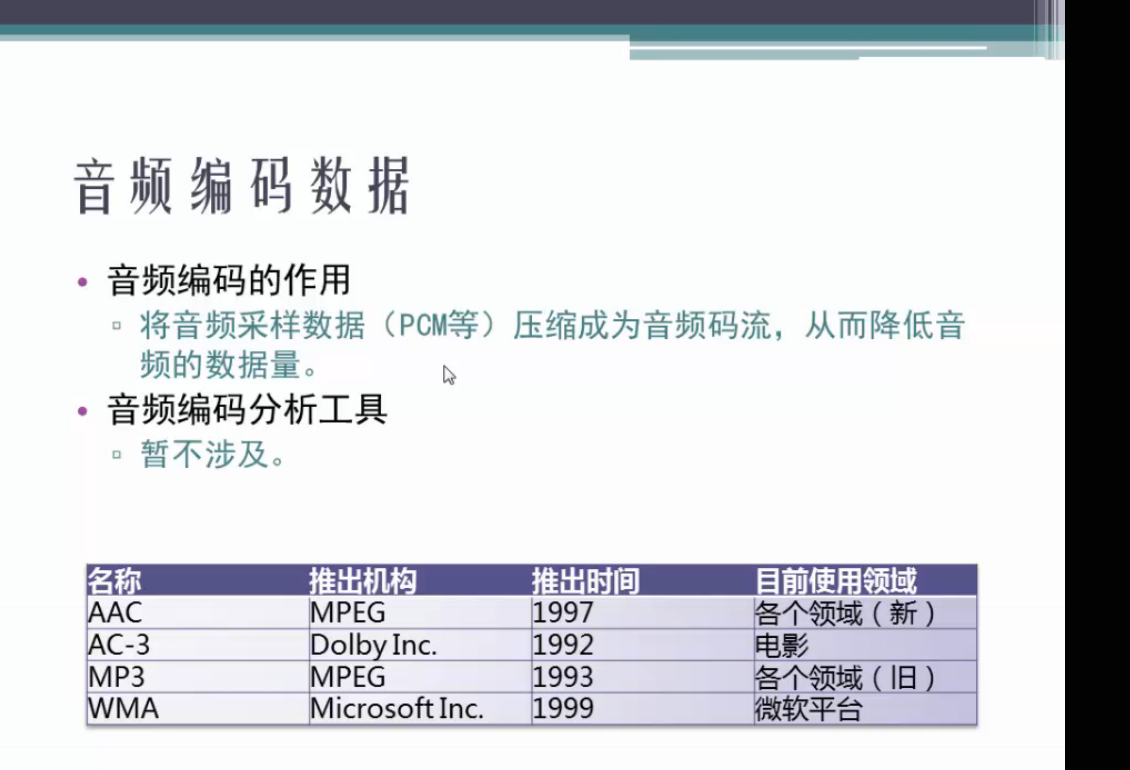 音频编码数据
• 音频编码的作用
▫ 将音频采样数据（PCM等）压缩成为音频码流，从而降低音
频的数据量。
• 音频编码分析工具
▫ 暂不涉及。
名称 推出机构 推出时间 目前使用领域
AAC MPEG 1997 各个领域（新）
AC-3 Dolby Inc. 1992 电影
MP3 MPEG 1993 各个领域（旧）
WMA Microsoft Inc. 1999 微软平台